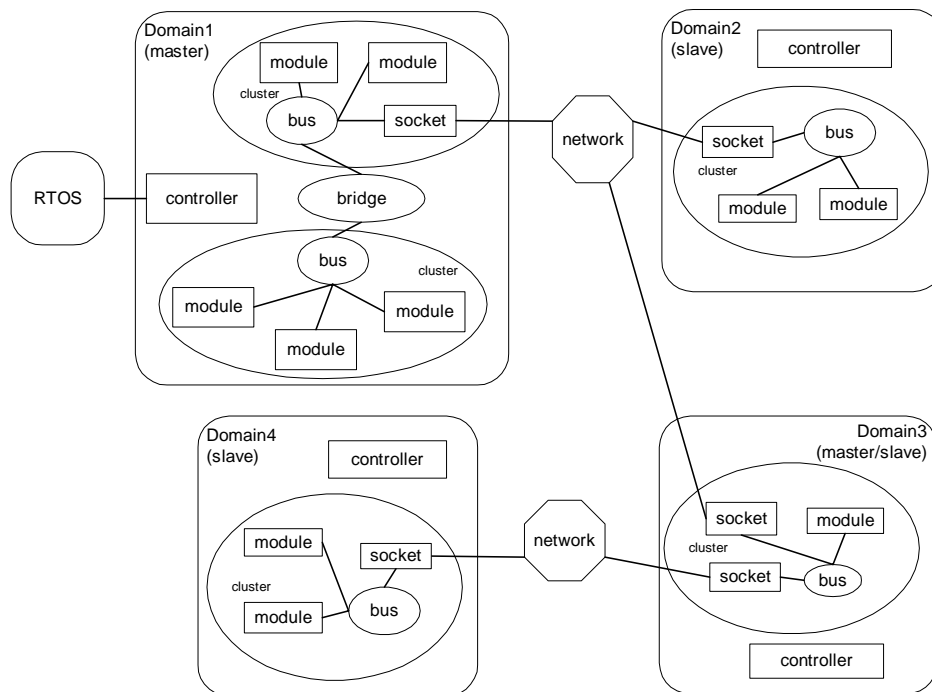 Domain1
(master)
module
module
cluster
bus
socket
bridge
RTOS
controller
bus
cluster
module
module
module
network
Domain2
(slave)
controller
socket
bus
cluster
module
module
Domain4
(slave)
controller
module
socket
cluster
module
bus
network
Domain3
(master/slave)
socket
module
cluster
socket
bus
controller